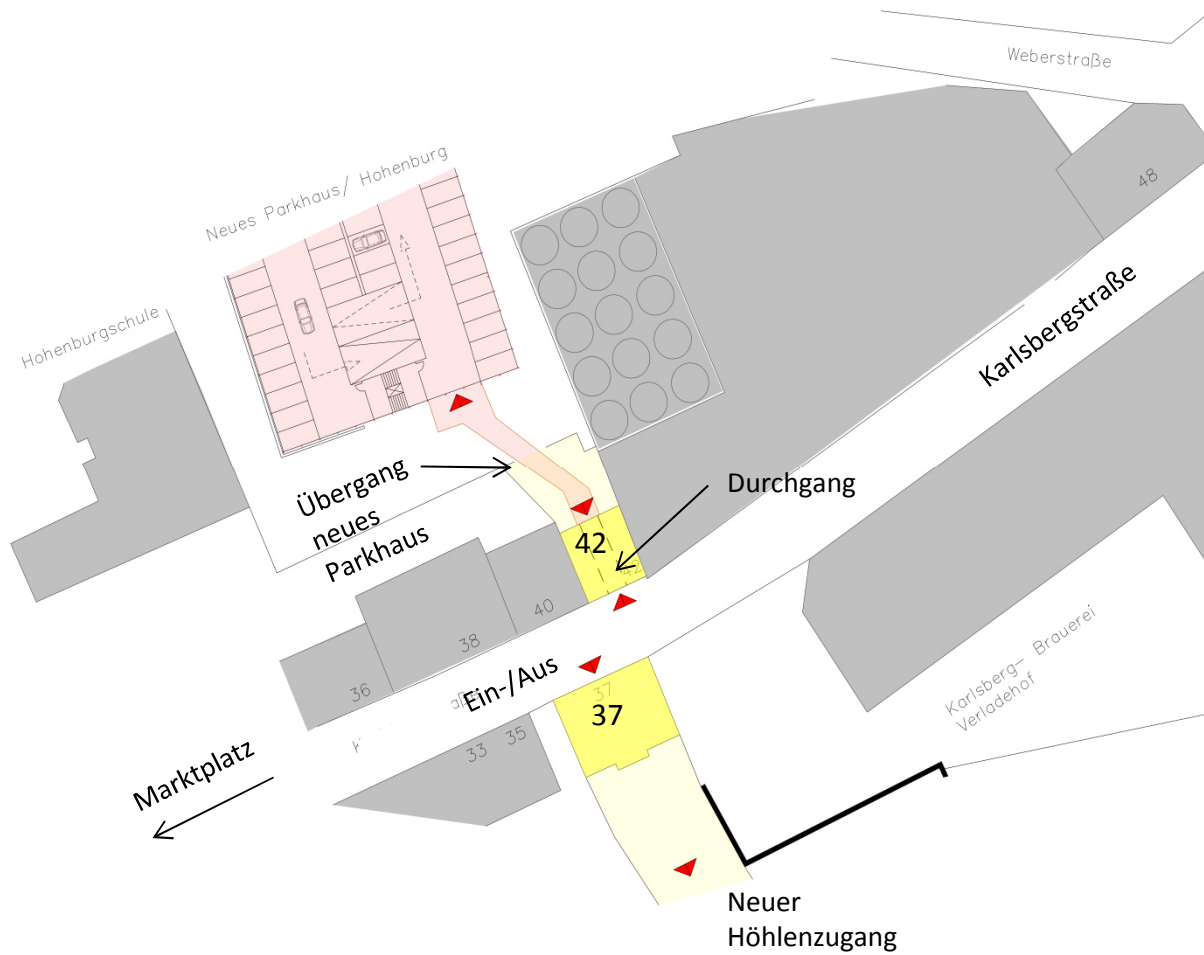 Weberstraße
48
Neues Parkhaus/ Hohenburg
Hohenburgschule
Karlsbergstraße
Übergang
neues
Parkhaus
Durchgang
42
42
40
38
36
Ein-/Aus
37
37
35
33
Karlsberg- Brauerei
Verladehof
Marktplatz
Neuer
Höhlenzugang